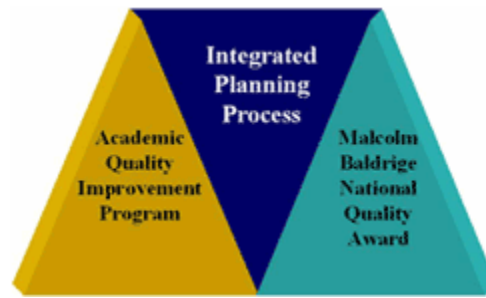 Integrated
Planning
Process
Academic
Quality
Improvement
Program
Malcolm
Baldrige
National
Quality
Award